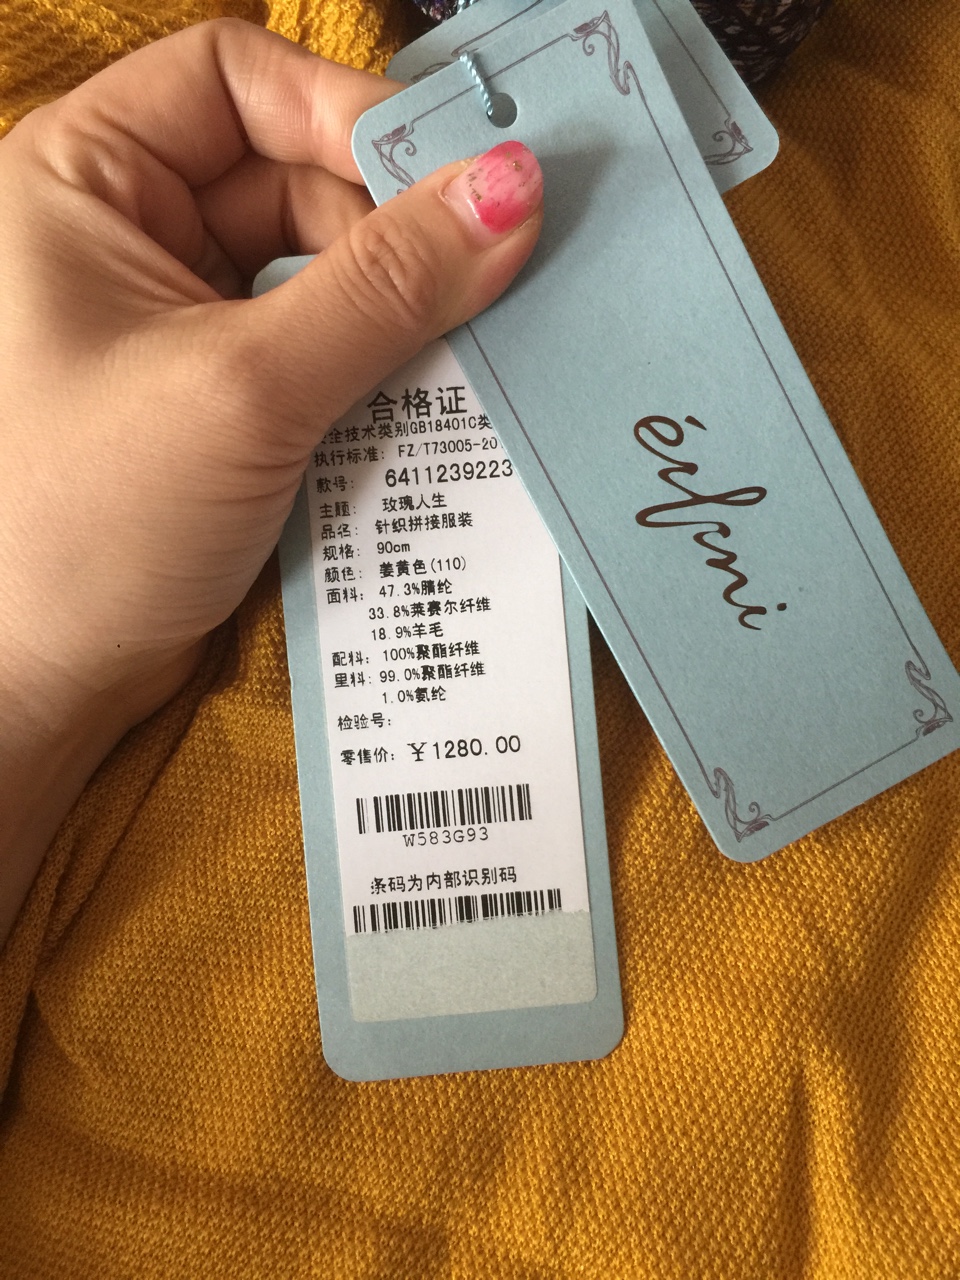 合格证
安全技术类别GB18401C类
执行标准: FZ/T73005-20
款号: 6411239223
主题: 玫瑰人生
品名: 针织拼接服装
规格: 90cm
颜色: 姜黄色(110)
面料: 47.3%腈纶
33.8%莱赛尔纤维
18.9%羊毛
配料: 100%聚酯纤维
里料: 99.0%聚酯纤维
1.0%氨纶
检验号:
零售价: ¥1280.00
W583G93
条码为内部识别码